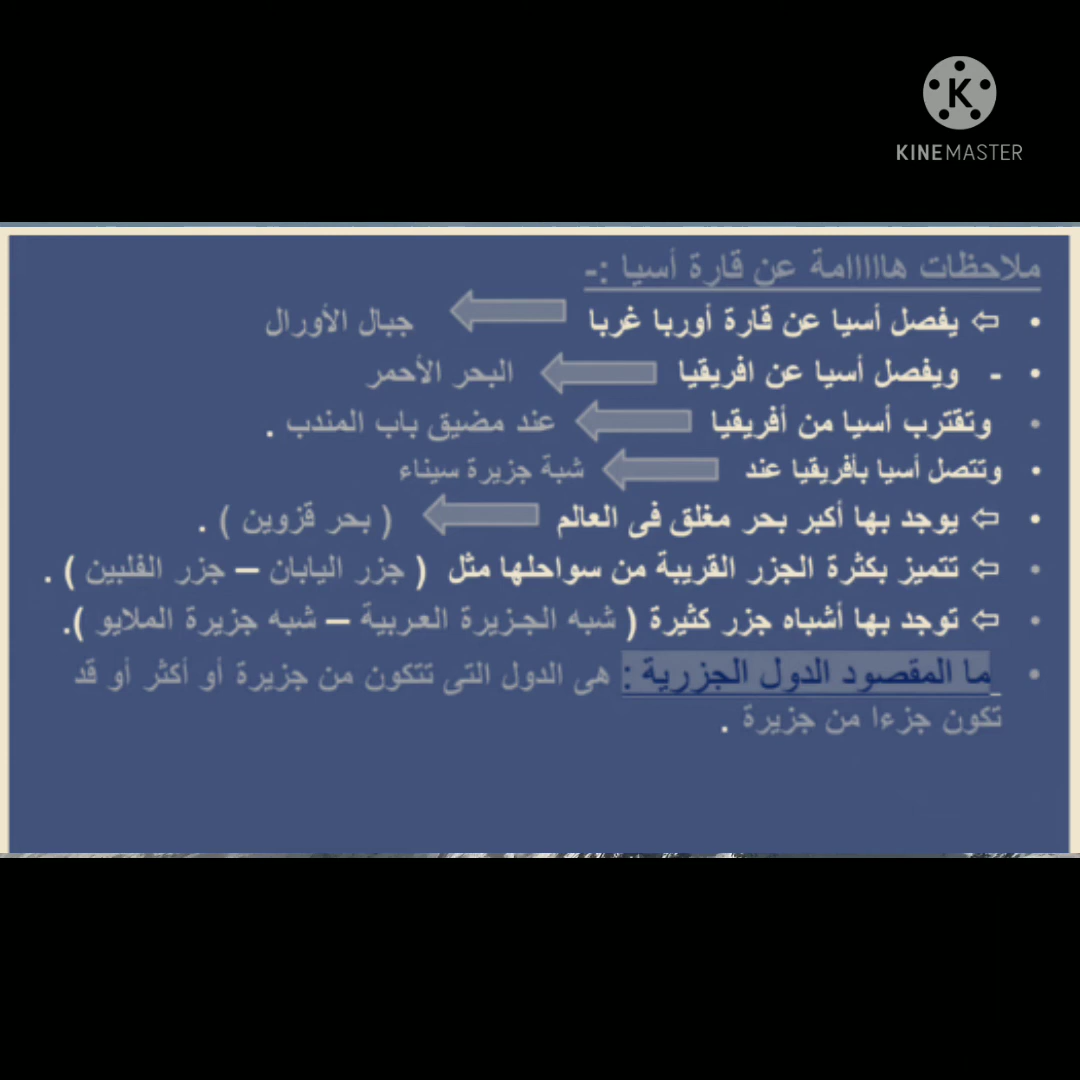 KINEMASTER
ملاحظات هااااامة عن قارة أسيا :-
• ⇦ يفصل أسيا عن قارة أوربا غربا جبال الأورال
• - ويفصل أسيا عن افريقيا البحر الأحمر
• وتقترب أسيا من أفريقيا عند مضيق باب المندب .
• وتتصل أسيا بأفريقيا عند شبة جزيرة سيناء
• ⇦ يوجد بها أكبر بحر مغلق فى العالم ( بحر قزوين ) .
• ⇦ تتميز بكثرة الجزر القريبة من سواحلها مثل ( جزر اليابان – جزر الفلبين ) .
• ⇦ توجد بها أشباه جزر كثيرة ( شبه الجزيرة العربية – شبه جزيرة الملايو ).
• ما المقصود الدول الجزرية : هى الدول التى تتكون من جزيرة أو أكثر أو قد
تكون جزءا من جزيرة .